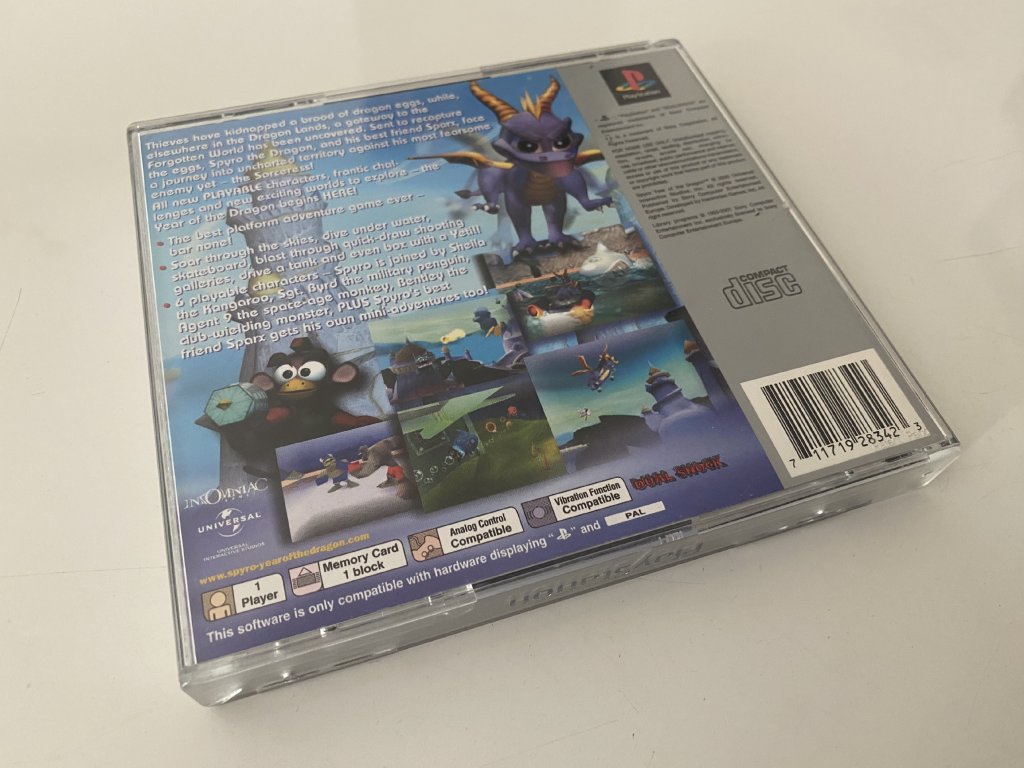 Thieves have kidnapped a brood of dragon eggs, while,
elsewhere in the Dragon Lands, a gateway to the
Forgotten World has been uncovered. Sent to recapture
the eggs, Spyro the Dragon, and his best friend Sparx, face
a journey into uncharted territory against his most fearsome
enemy yet – the Sorceress!
All new PLAYABLE characters, frantic chal-
lenges and new exciting worlds to explore – the
Year of the Dragon begins HERE!
• The best platform adventure game ever –
bar none!
• Soar through the skies, dive under water,
skateboard, blast through quick-draw shooting
galleries, drive a tank and even box with a Yeti!!
• 6 playable characters – Spyro is joined by Sheila
the Kangaroo, Sgt. Byrd the military penguin,
Agent 9 the space-age monkey, Bentley the
club-wielding monster, PLUS Spyro's best
friend Sparx gets his own mini-adventures too!
INSOMNIAC
UNIVERSAL
UNIVERSAL
INTERACTIVE STUDIOS
www.spyro-yearofthedragon.com
1
Player
Memory Card
1 block
Analog Control
Compatible
Vibration Function
Compatible
DUAL SHOCK
This software is only compatible with hardware displaying " " and
PAL
PlayStation
COMPACT
disc
7 11719 28342 3
PlayStation